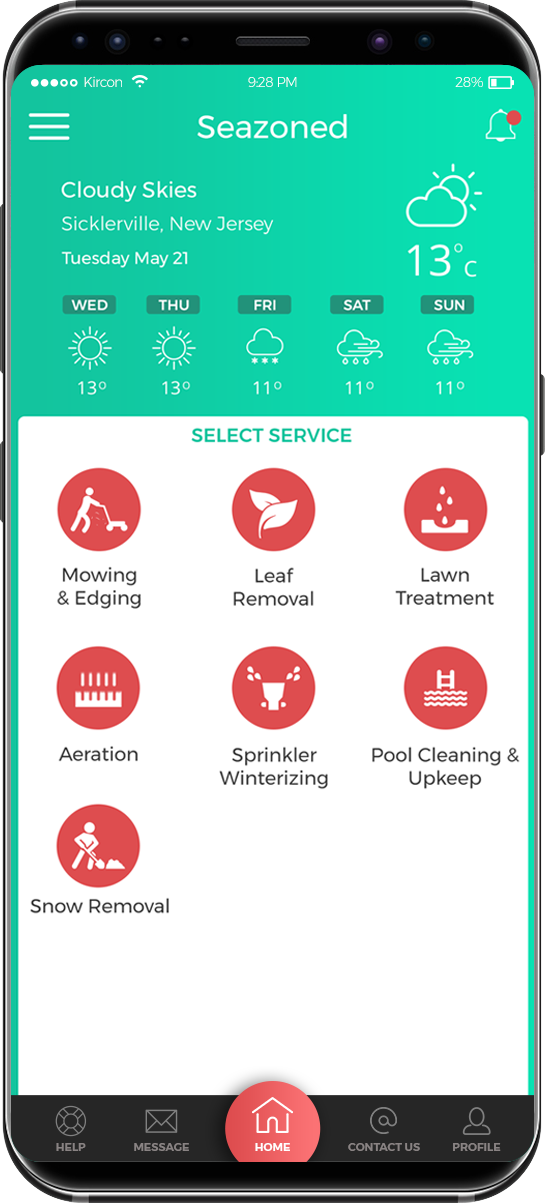 Kircon 9:28 PM 28%
Seazoned
Cloudy Skies
Sicklerville, New Jersey
Tuesday May 21
13°c
WED THU FRI SAT SUN
13° 13° 11° 11° 11°
SELECT SERVICE
Mowing
& Edging
Leaf
Removal
Lawn
Treatment
Aeration
Sprinkler
Winterizing
Pool Cleaning &
Upkeep
Snow Removal
HELP MESSAGE HOME CONTACT US PROFILE